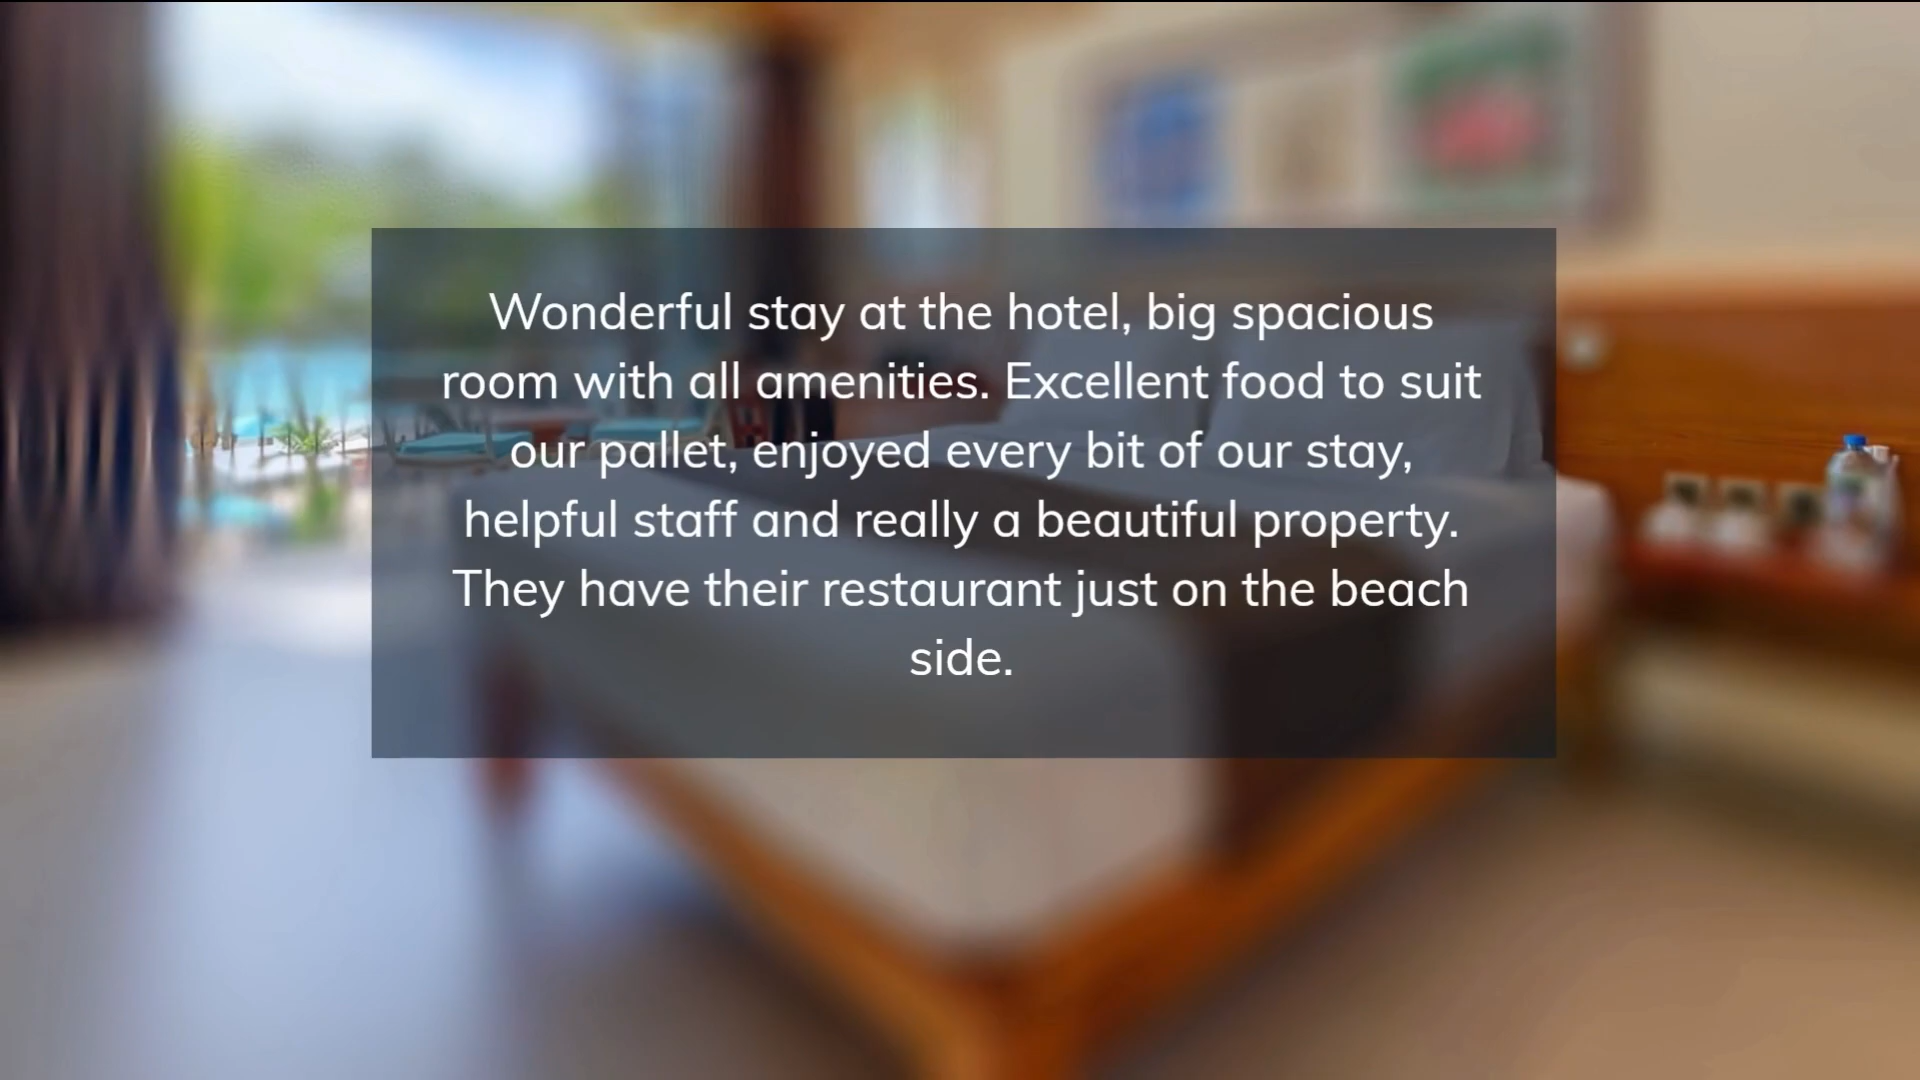 Wonderful stay at the hotel, big spacious
room with all amenities. Excellent food to suit
our pallet, enjoyed every bit of our stay,
helpful staff and really a beautiful property.
They have their restaurant just on the beach
side.